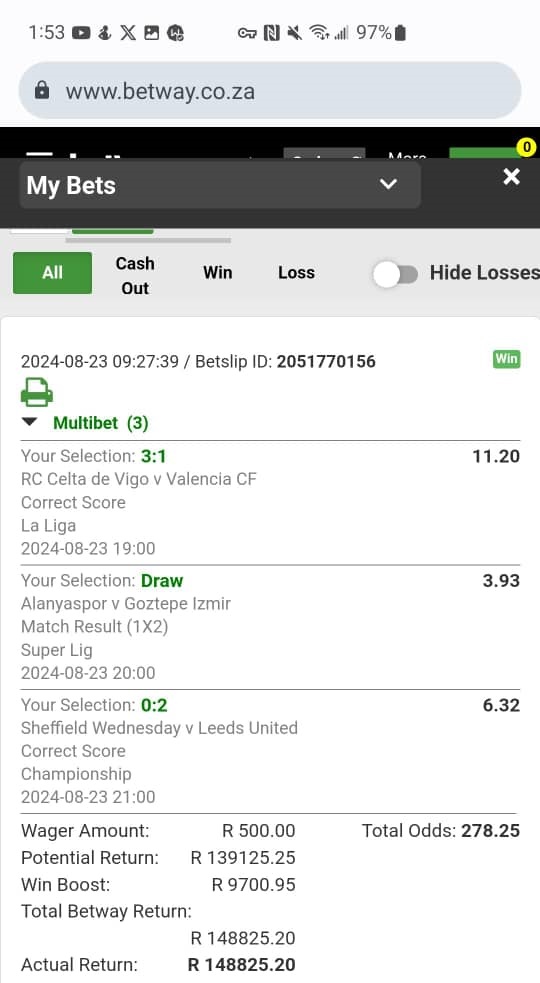 1:53
97%
www.betway.co.za
More
0
My Bets
×
All
Cash Out
Win
Loss
Hide Losses
2024-08-23 09:27:39 / Betslip ID: 2051770156
Win
Multibet (3)
Your Selection: 3:1 11.20
RC Celta de Vigo v Valencia CF
Correct Score
La Liga
2024-08-23 19:00
Your Selection: Draw 3.93
Alanyaspor v Goztepe Izmir
Match Result (1X2)
Super Lig
2024-08-23 20:00
Your Selection: 0:2 6.32
Sheffield Wednesday v Leeds United
Correct Score
Championship
2024-08-23 21:00
Wager Amount: R 500.00 Total Odds: 278.25
Potential Return: R 139125.25
Win Boost: R 9700.95
Total Betway Return:
R 148825.20
Actual Return: R 148825.20